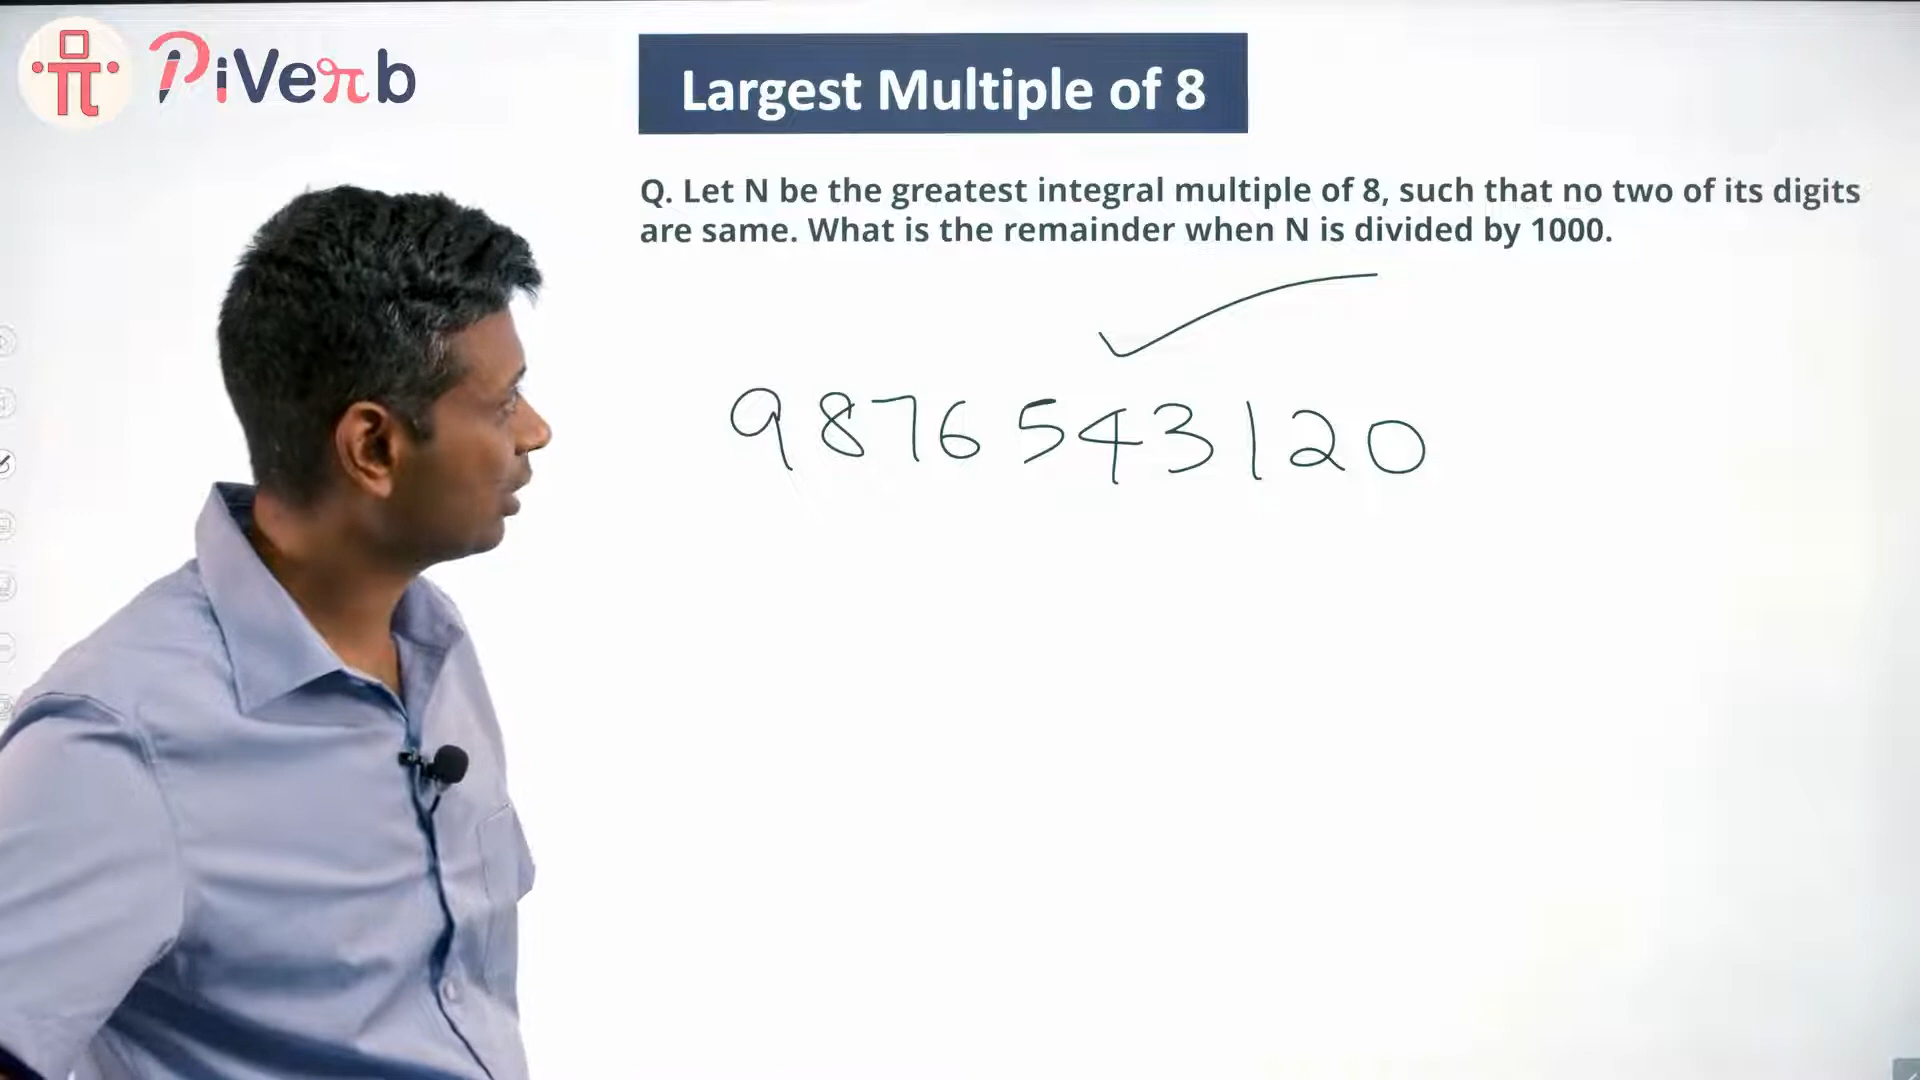 PiVerb
Largest Multiple of 8
Q. Let N be the greatest integral multiple of 8, such that no two of its digits
are same. What is the remainder when N is divided by 1000.
9876543120